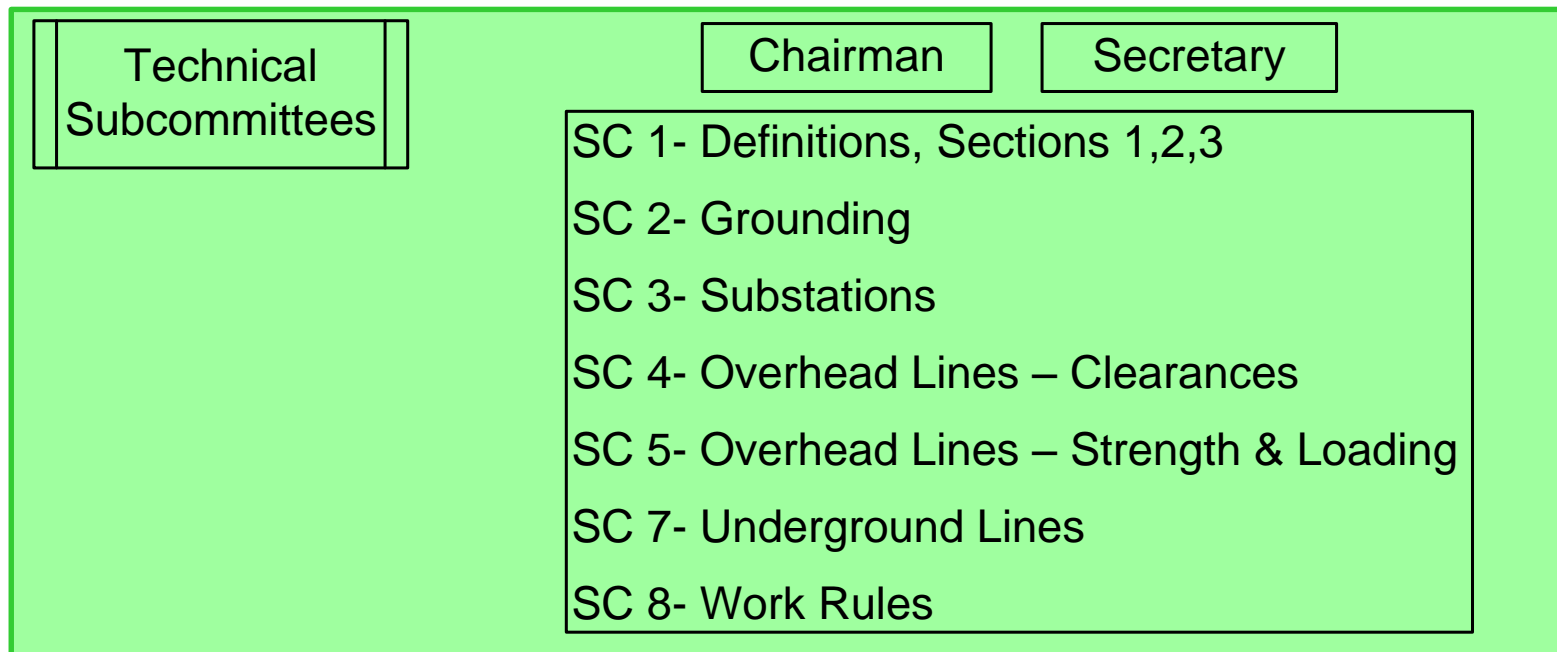 Technical
Subcommittees
Chairman
Secretary
SC 1- Definitions, Sections 1,2,3
SC 2- Grounding
SC 3- Substations
SC 4- Overhead Lines – Clearances
SC 5- Overhead Lines – Strength & Loading
SC 7- Underground Lines
SC 8- Work Rules